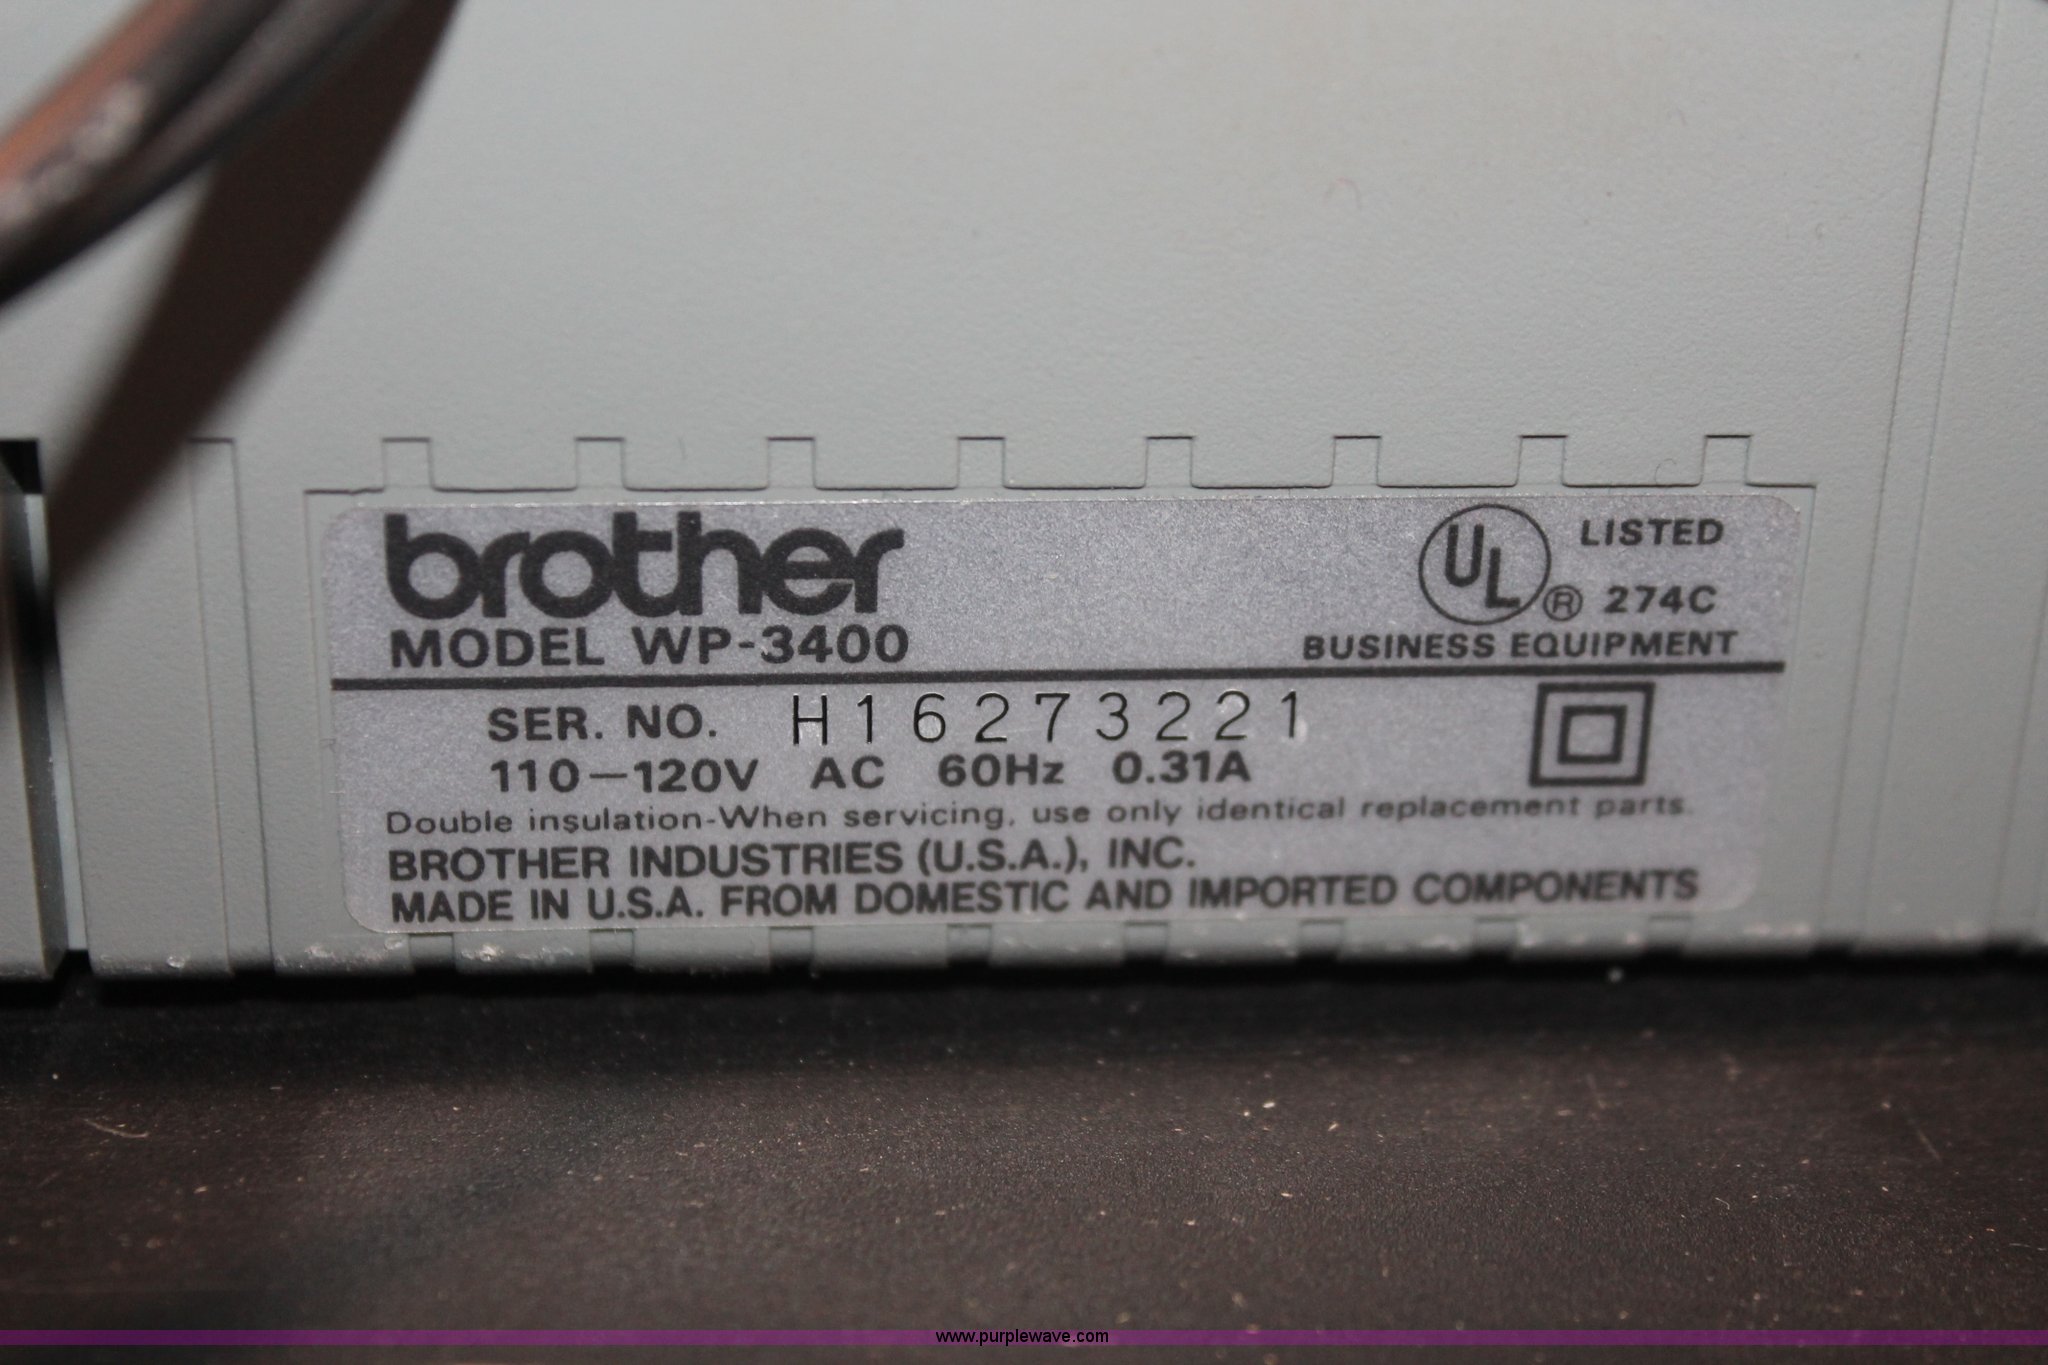 brother
MODEL WP-3400
UL ® LISTED
274C
BUSINESS EQUIPMENT
SER. NO. H16273221
110-120V AC 60Hz 0.31A
Double insulation-When servicing, use only identical replacement parts.
BROTHER INDUSTRIES (U.S.A.), INC.
MADE IN U.S.A. FROM DOMESTIC AND IMPORTED COMPONENTS
www.purplewave.com